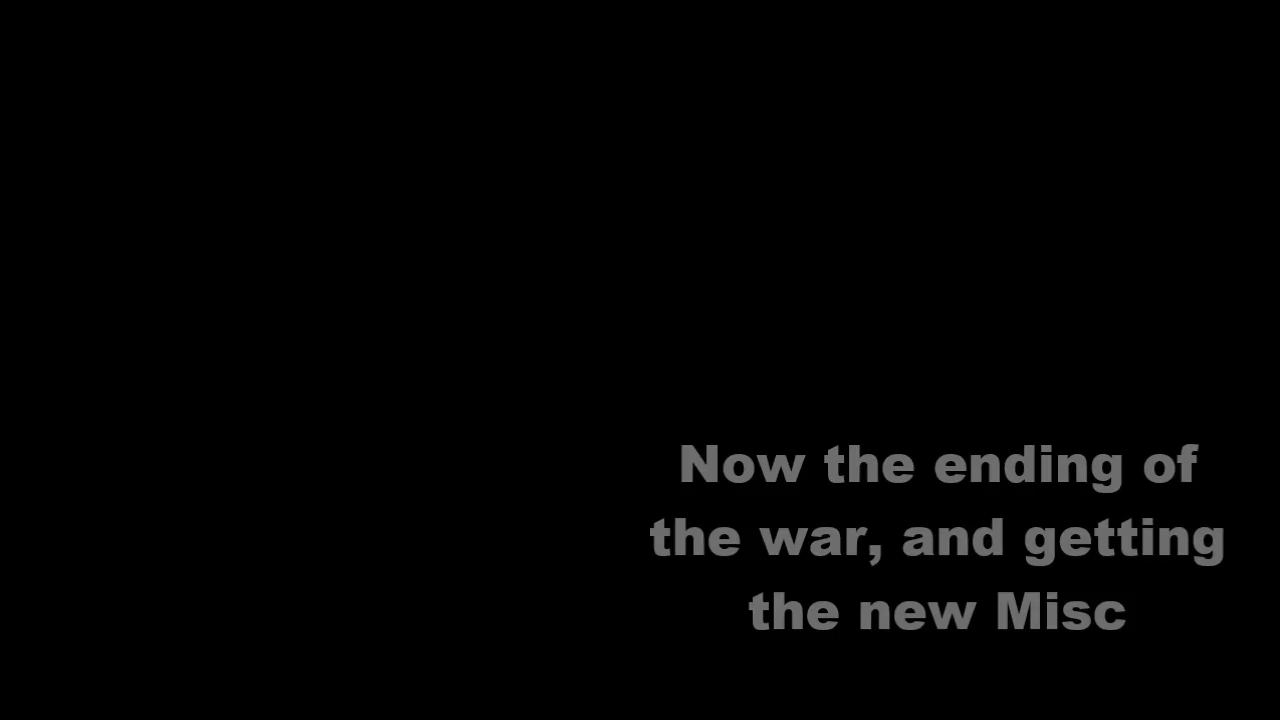 Now the ending of
the war, and getting
the new Misc